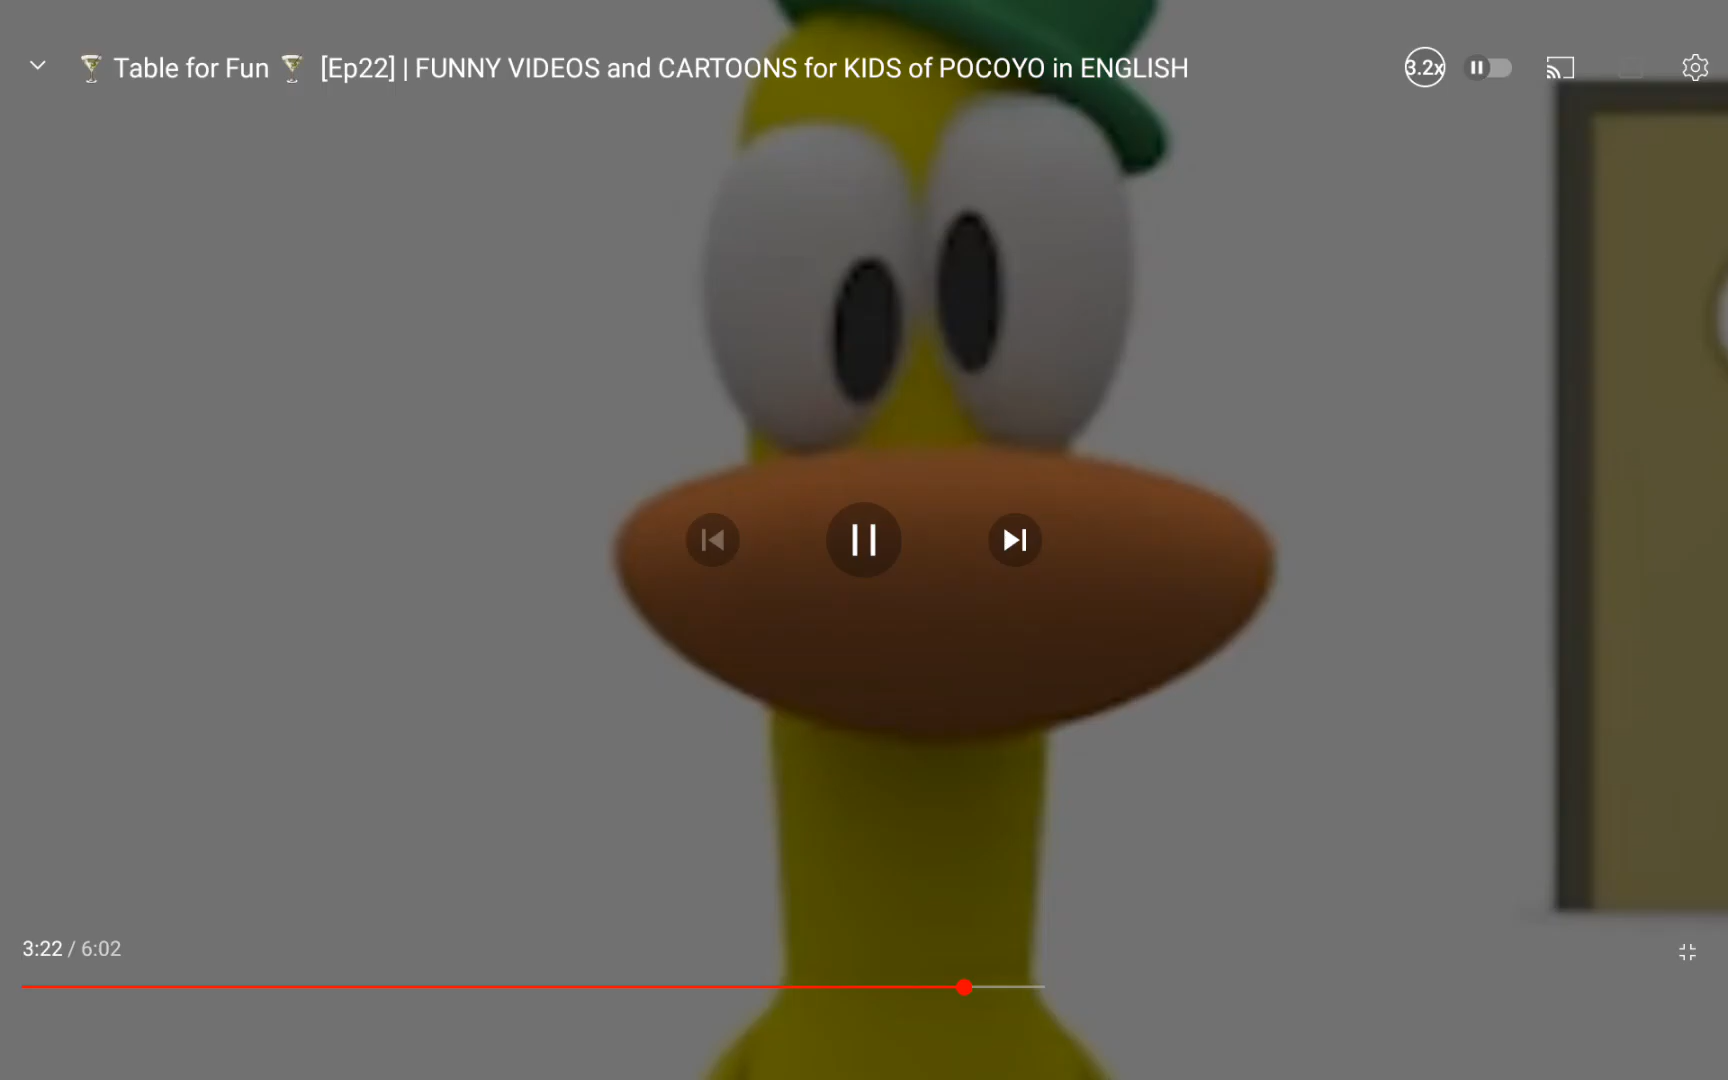 🍸 Table for Fun 🍸 [Ep22] | FUNNY VIDEOS and CARTOONS for KIDS of POCOYO in ENGLISH
3.2x
3:22 / 6:02